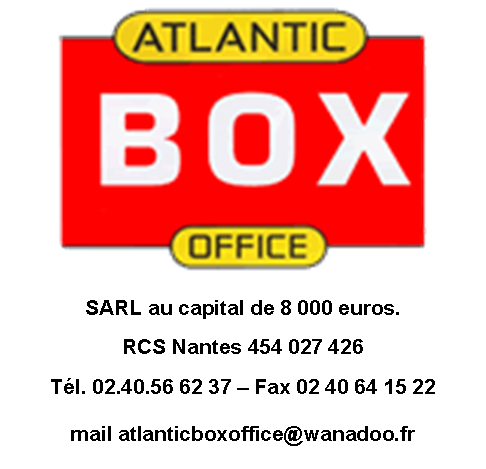 ATLANTIC
BOX
OFFICE
SARL au capital de 8 000 euros.
RCS Nantes 454 027 426
Tél. 02.40.56 62 37 – Fax 02 40 64 15 22
mail atlanticboxoffice@wanadoo.fr